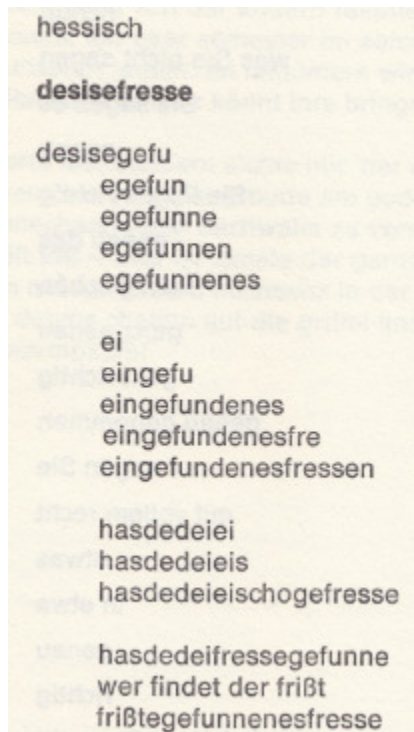 hessisch
desisefresse
desisegefu
egefun
egefunne
egefunnen
egefunnenes
ei
eingefu
eingefundenes
eingefundenesfre
eingefundenesfressen
hasdedeiei
hasdedeieis
hasdedeieischogefresse
hasdedeifressegefunne
wer findet der frißt
frißtegefunnenesfresse